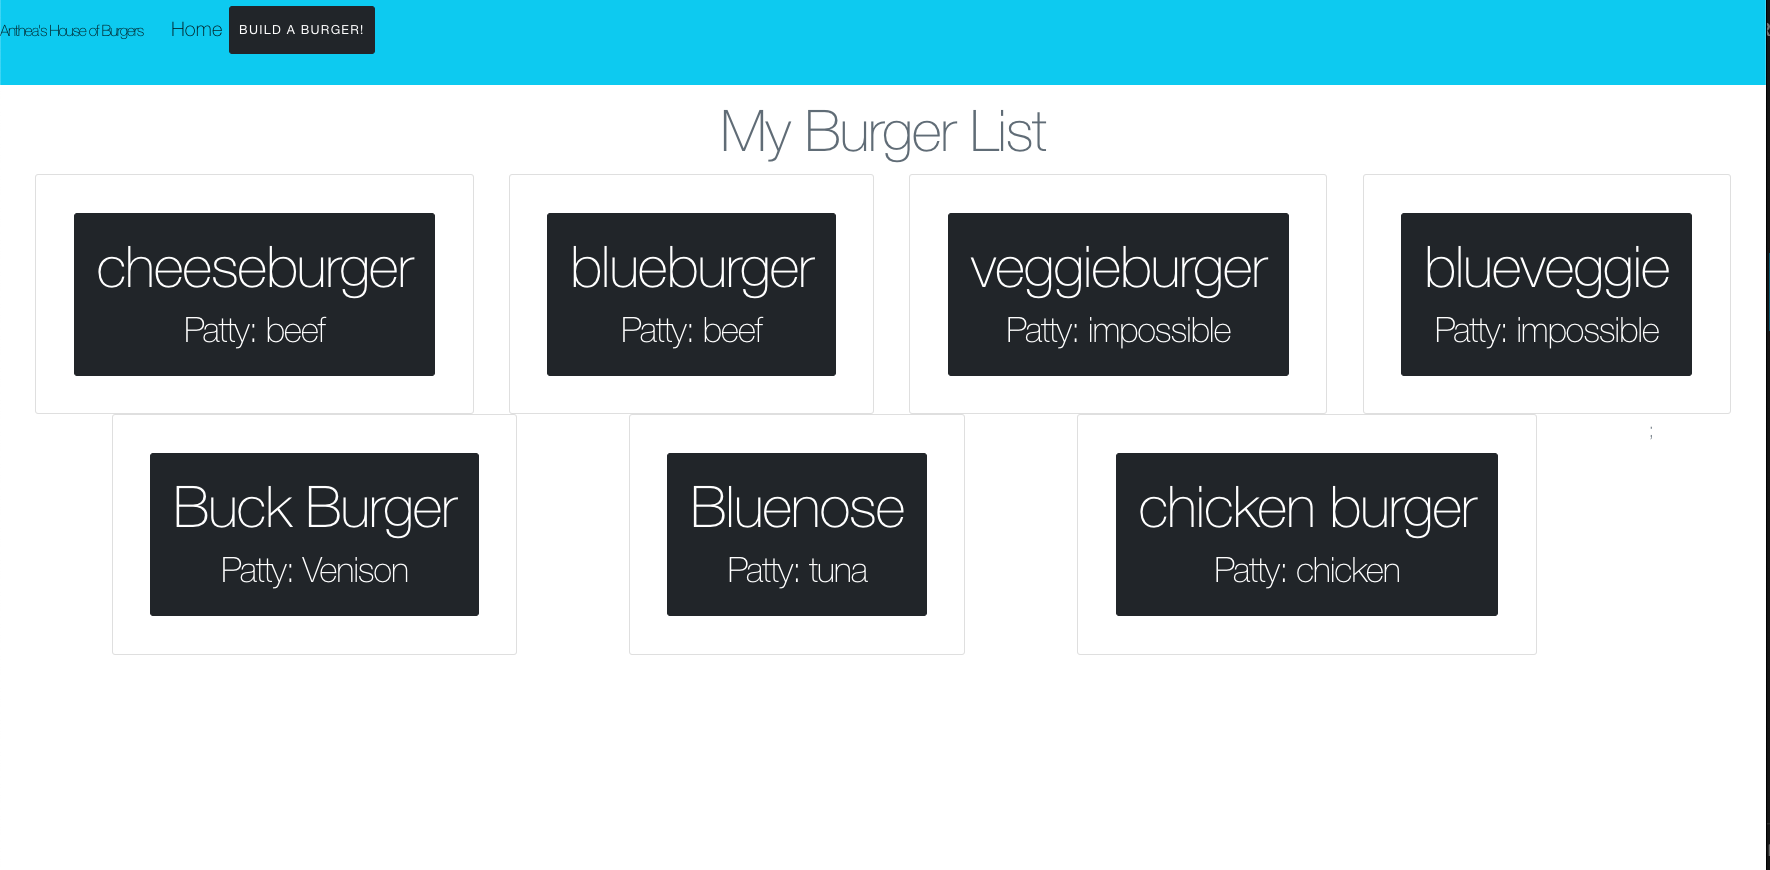 Anthea's House of Burgers Home BUILD A BURGER!
My Burger List
cheeseburger
Patty: beef
blueburger
Patty: beef
veggieburger
Patty: impossible
blueveggie
Patty: impossible
Buck Burger
Patty: Venison
Bluenose
Patty: tuna
chicken burger
Patty: chicken
;